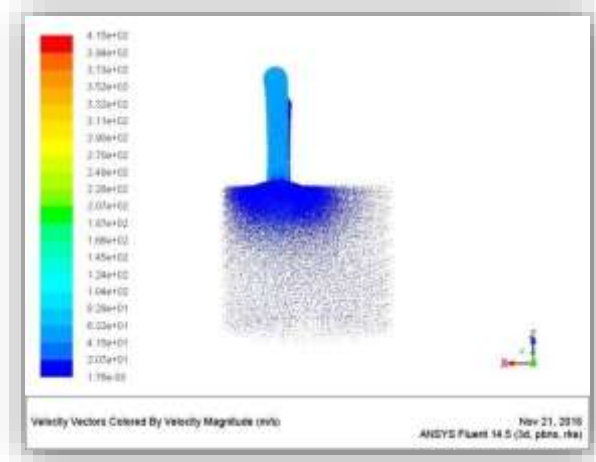 4.15e+02
3.94e+02
3.73e+02
3.52e+02
3.32e+02
3.11e+02
2.90e+02
2.70e+02
2.49e+02
2.28e+02
2.07e+02
1.87e+02
1.66e+02
1.45e+02
1.24e+02
1.04e+02
8.29e+01
6.22e+01
4.15e+01
2.07e+01
Velocity Vectors Colored By Velocity Magnitude (m/s)
Nov 21, 2016
ANSYS Fluent 14.5 (3d, pbns, rke)